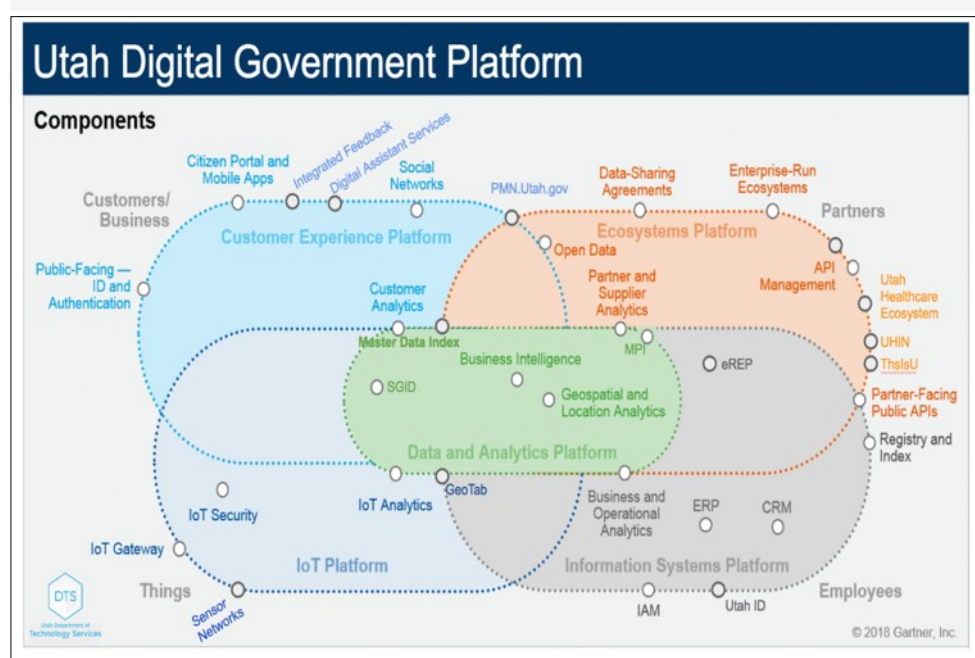 Utah Digital Government Platform
Components
Customers/
Business
Citizen Portal and
Mobile Apps
Integrated Feedback
Digital Assistant Services
Social
Networks
PMN.Utah.gov
Data-Sharing
Agreements
Enterprise-Run
Ecosystems
Partners
Customer Experience Platform
Ecosystems Platform
Open Data
API
Management
Public-Facing —
ID and
Authentication
Customer
Analytics
Partner and
Supplier
Analytics
Utah
Healthcare
Ecosystem
Master Data Index
MPI
UHIN
Business Intelligence
eREP
ThsIsU
SGID
Geospatial and
Location Analytics
Partner-Facing
Public APIs
Data and Analytics Platform
Registry and
Index
IoT Security
IoT Analytics
GeoTab
Business and
Operational
Analytics
ERP
CRM
IoT Gateway
IoT Platform
Information Systems Platform
Things
Sensor
Networks
IAM
Utah ID
Employees
DTS
Utah Department of
Technology Services
© 2018 Gartner, Inc.